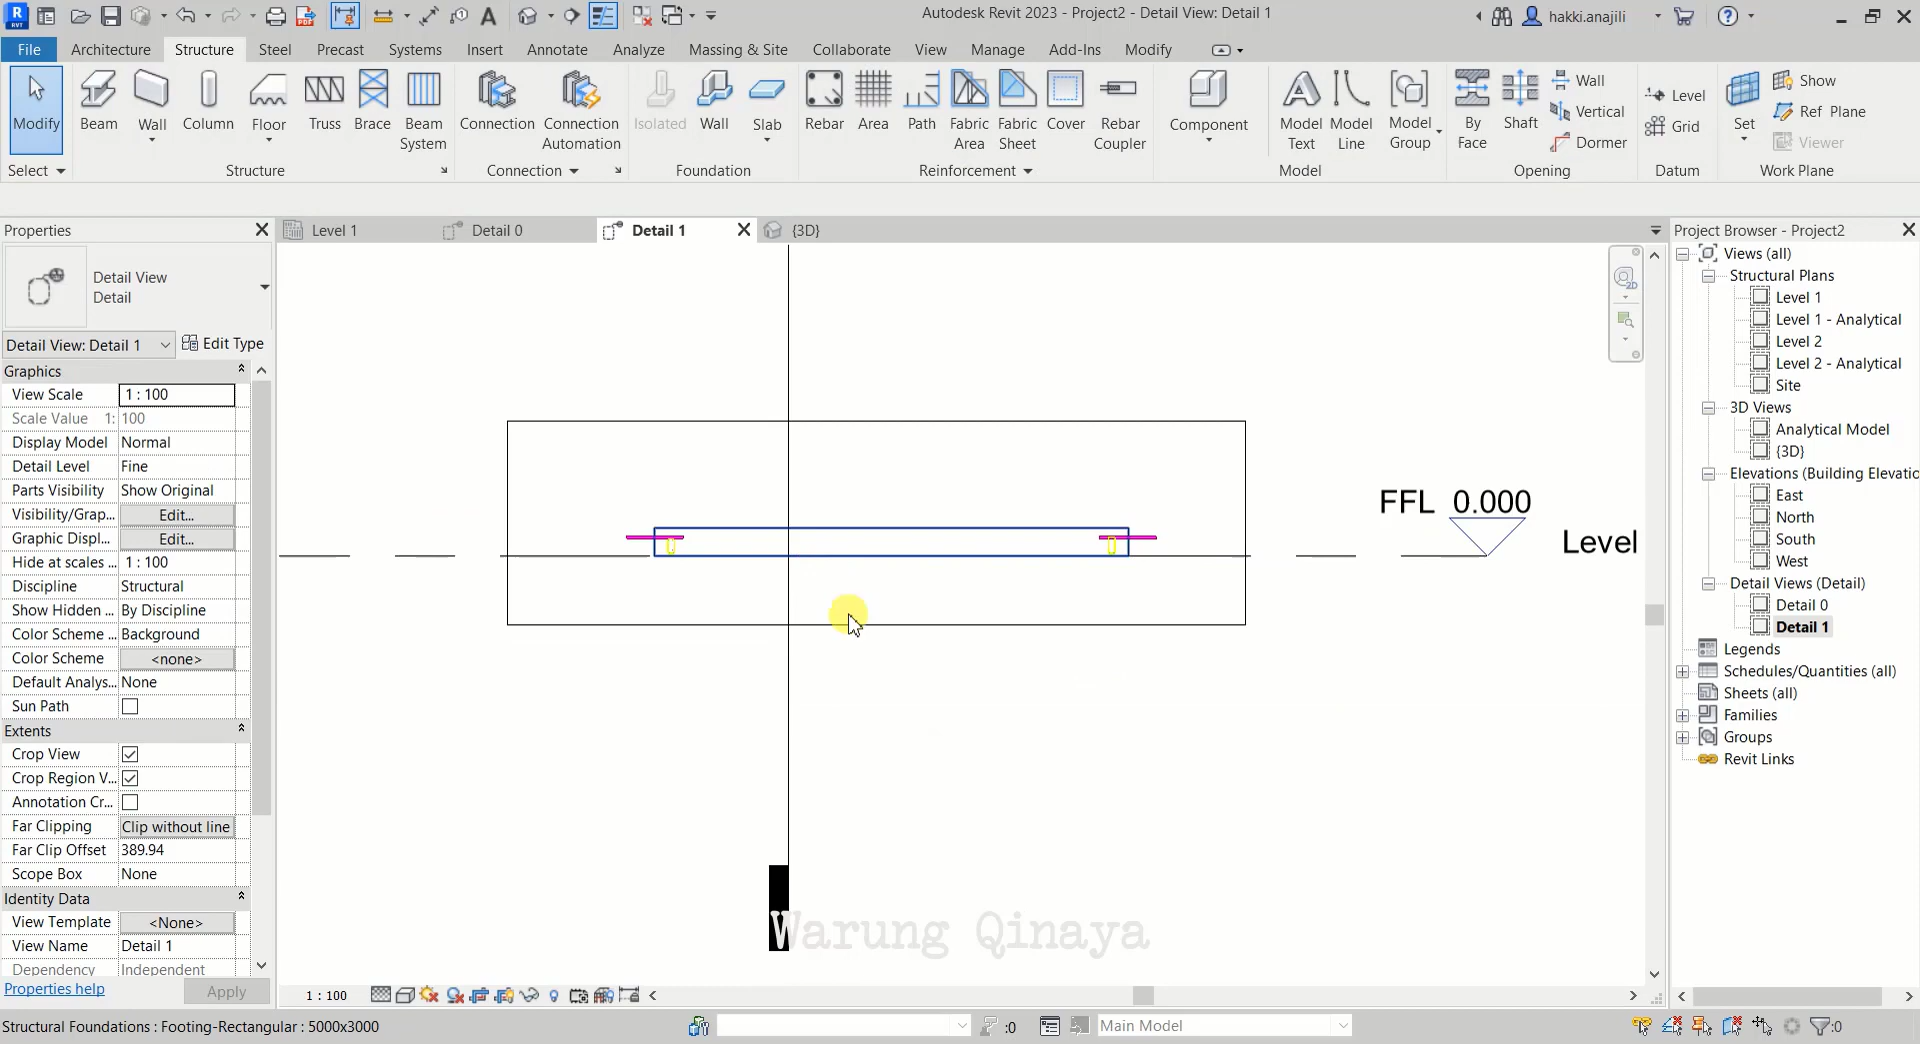 Autodesk Revit 2023 - Project2 - Detail View: Detail 1
hakki.anajili
File
Architecture
Structure
Steel
Precast
Systems
Insert
Annotate
Analyze
Massing & Site
Collaborate
View
Manage
Add-Ins
Modify
Modify
Beam
Wall
Column
Floor
Truss
Brace
Beam System
Connection
Connection Automation
Isolated
Wall
Slab
Rebar
Area
Path
Fabric Area
Fabric Sheet
Cover
Rebar Coupler
Component
Model Text
Model Line
Model Group
By Face
Shaft
Wall
Vertical
Dormer
Level
Grid
Set
Show
Ref Plane
Viewer
Select
Structure
Connection
Foundation
Reinforcement
Model
Opening
Datum
Work Plane
Properties
Level 1
Detail 0
Detail 1
{3D}
Project Browser - Project2
Detail View
Detail
Detail View: Detail 1
Edit Type
Graphics
View Scale 1 : 100
Scale Value 1: 100
Display Model Normal
Detail Level Fine
Parts Visibility Show Original
Visibility/Grap... Edit...
Graphic Displ... Edit...
Hide at scales ... 1 : 100
Discipline Structural
Show Hidden ... By Discipline
Color Scheme ... Background
Color Scheme <none>
Default Analys... None
Sun Path
Extents
Crop View
Crop Region V...
Annotation Cr...
Far Clipping Clip without line
Far Clip Offset 389.94
Scope Box None
Identity Data
View Template <None>
View Name Detail 1
Dependency Independent
Properties help
Apply
FFL 0.000
Level
Warung Qinaya
Views (all)
Structural Plans
Level 1
Level 1 - Analytical
Level 2
Level 2 - Analytical
Site
3D Views
Analytical Model
{3D}
Elevations (Building Elevatio
East
North
South
West
Detail Views (Detail)
Detail 0
Detail 1
Legends
Schedules/Quantities (all)
Sheets (all)
Families
Groups
Revit Links
1 : 100
Structural Foundations : Footing-Rectangular : 5000x3000
:0
Main Model
:0